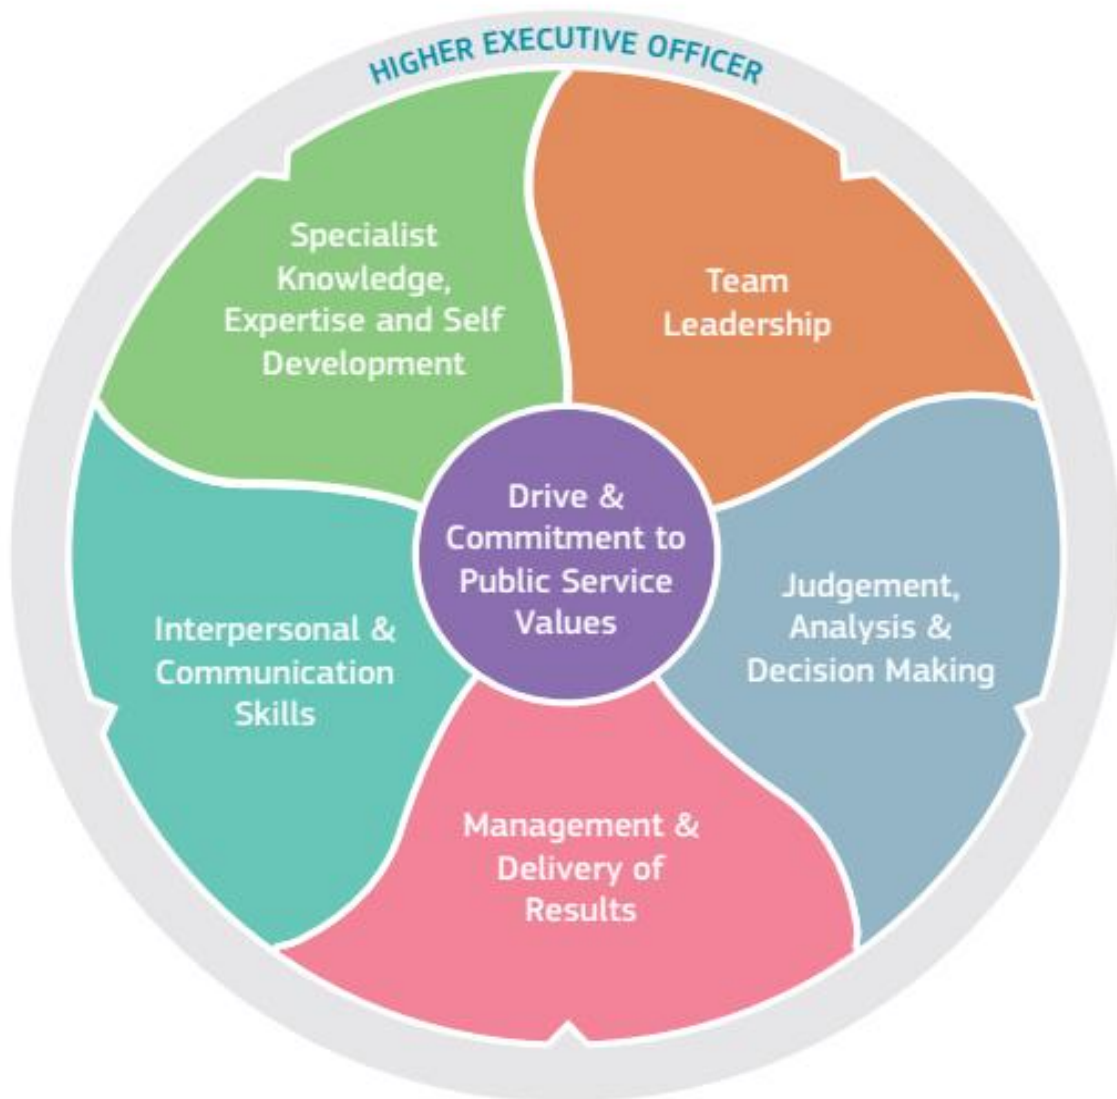 HIGHER EXECUTIVE OFFICER
Specialist
Knowledge,
Expertise and Self
Development
Team
Leadership
Drive &
Commitment to
Public Service
Values
Judgement,
Analysis &
Decision Making
Interpersonal &
Communication
Skills
Management &
Delivery of
Results